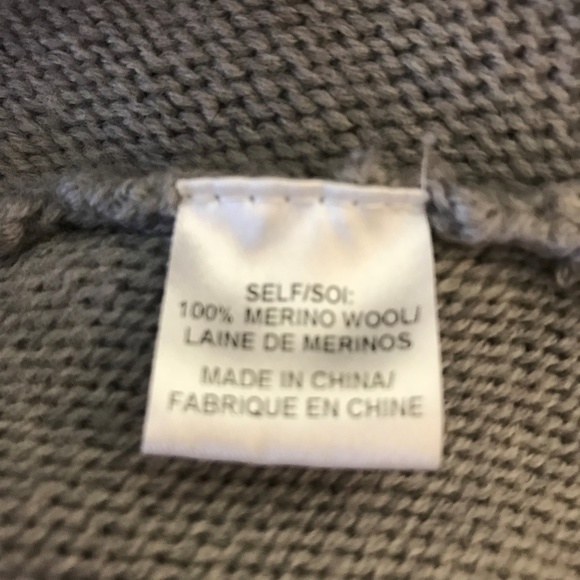 SELF/SOI:
100% MERINO WOOL/
LAINE DE MERINOS
MADE IN CHINA/
FABRIQUE EN CHINE